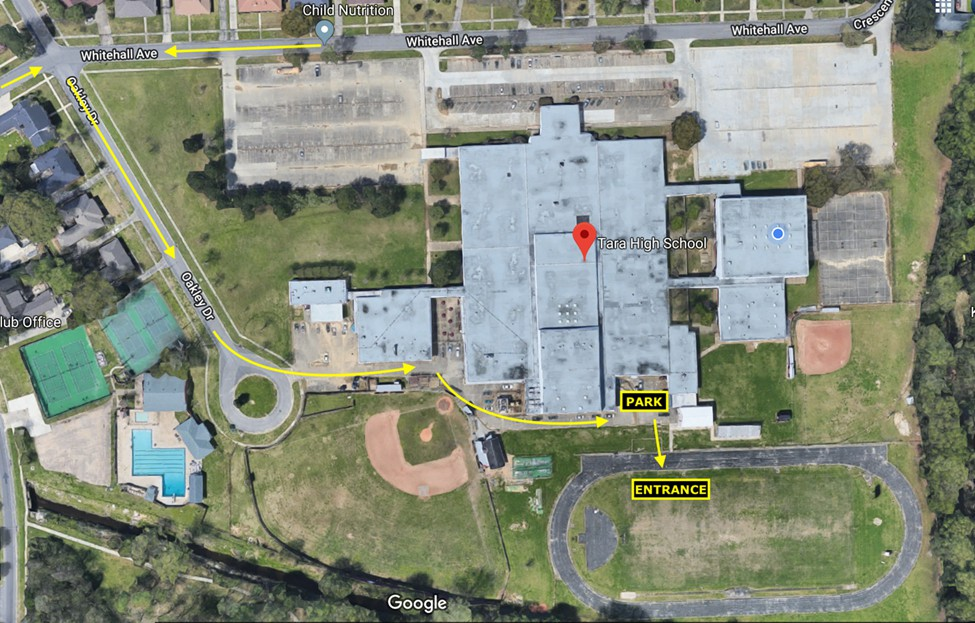 Child Nutrition
Crescen
Whitehall Ave
Whitehall Ave
Whitehall Ave
Oakley Dr
Tara High School
Oakley Dr
lub Office
K
PARK
ENTRANCE
Google